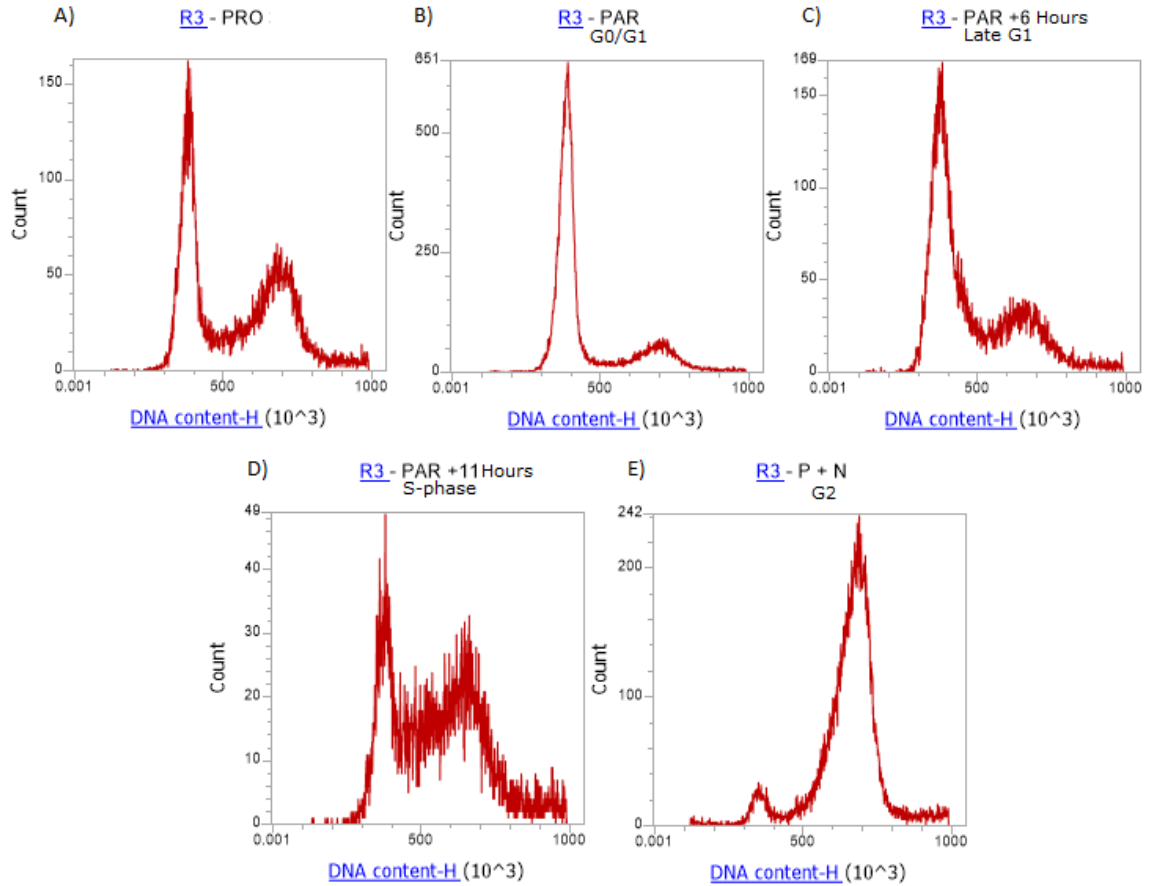 A)
R3 - PRO
150
100
50
0
0.001 500 1000
Count
DNA content-H (10^3)
B)
R3 - PAR
G0/G1
651
500
250
0
0.001 500 1000
Count
DNA content-H (10^3)
C)
R3 - PAR +6 Hours
Late G1
169
150
100
50
0
0.001 500 1000
Count
DNA content-H (10^3)
D)
R3 - PAR +11Hours
S-phase
49
40
30
20
10
0
0.001 500 1000
Count
DNA content-H (10^3)
E)
R3 - P + N
G2
242
200
100
0
0.001 500 1000
Count
DNA content-H (10^3)